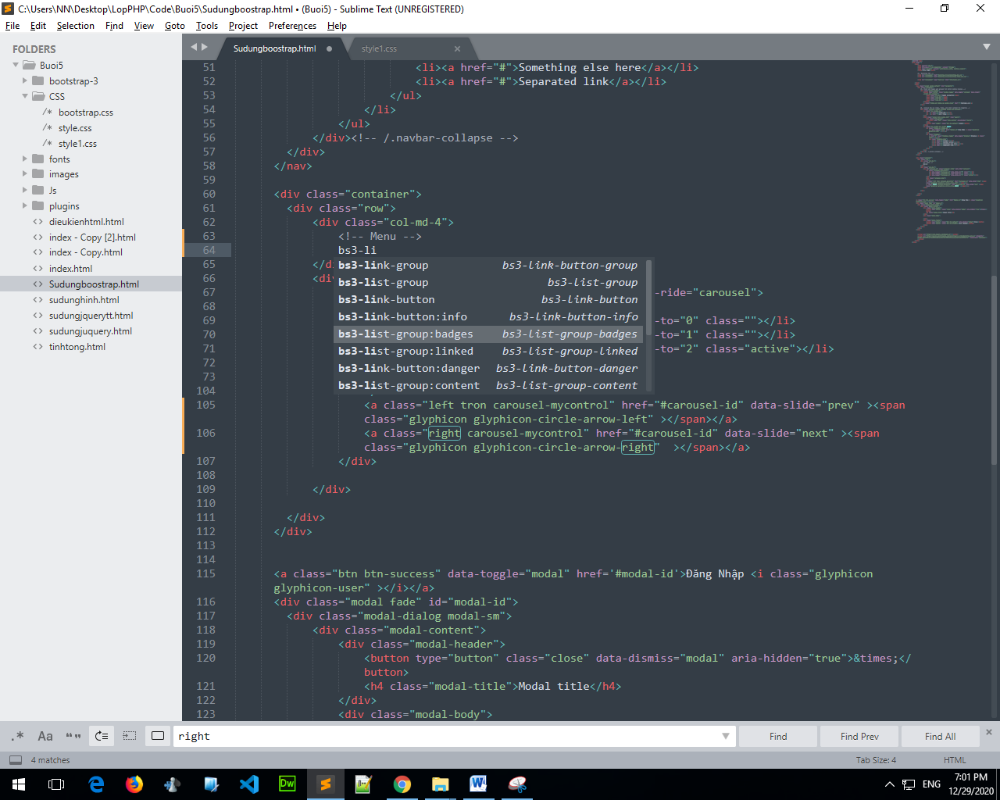 C:\Users\NN\Desktop\LopPHP\Code\Buoi5\Sudungboostrap.html • (Buoi5) - Sublime Text (UNREGISTERED)
File Edit Selection Find View Goto Tools Project Preferences Help
FOLDERS
Buoi5
bootstrap-3
CSS
/* bootstrap.css
/* style.css
/* style1.css
fonts
images
Js
plugins
<> dieukienhtml.html
<> index - Copy [2].html
<> index - Copy.html
<> index.html
<> Sudungboostrap.html
<> sudunghinh.html
<> sudungjquerytt.html
<> sudungjuquery.html
<> tinhtong.html
Sudungboostrap.html style1.css
51 <li><a href="#">Something else here</a></li>
52 <li><a href="#">Separated link</a></li>
53 </ul>
54 </li>
55 </ul>
56 </div><!-- /.navbar-collapse -->
57 </div>
58 </nav>
59
60 <div class="container">
61 <div class="row">
62 <div class="col-md-4">
63 <!-- Menu -->
64 bs3-li
65 </di
66 <div
67 -ride="carousel">
68
69 -to="0" class=""></li>
70 -to="1" class=""></li>
71 -to="2" class="active"></li>
72
73
bs3-link-group bs3-link-button-group
bs3-list-group bs3-list-group
bs3-link-button bs3-link-button
bs3-link-button:info bs3-link-button-info
bs3-list-group:badges bs3-list-group-badges
bs3-list-group:linked bs3-list-group-linked
bs3-link-button:danger bs3-link-button-danger
bs3-list-group:content bs3-list-group-content
104
105 <a class="left tron carousel-mycontrol" href="#carousel-id" data-slide="prev" ><span
class="glyphicon glyphicon-circle-arrow-left" ></span></a>
106 <a class="right carousel-mycontrol" href="#carousel-id" data-slide="next" ><span
class="glyphicon glyphicon-circle-arrow-right"  ></span></a>
107 </div>
108
109 </div>
110
111 </div>
112 </div>
113
114
115 <a class="btn btn-success" data-toggle="modal" href='#modal-id'>Đăng Nhập <i class="glyphicon
glyphicon-user" ></i></a>
116 <div class="modal fade" id="modal-id">
117 <div class="modal-dialog modal-sm">
118 <div class="modal-content">
119 <div class="modal-header">
120 <button type="button" class="close" data-dismiss="modal" aria-hidden="true">&times;</
button>
121 <h4 class="modal-title">Modal title</h4>
122 </div>
123 <div class="modal-body">
.* Aa “” right Find Find Prev Find All
4 matches Tab Size: 4 HTML
Dw W ENG 7:01 PM
12/29/2020